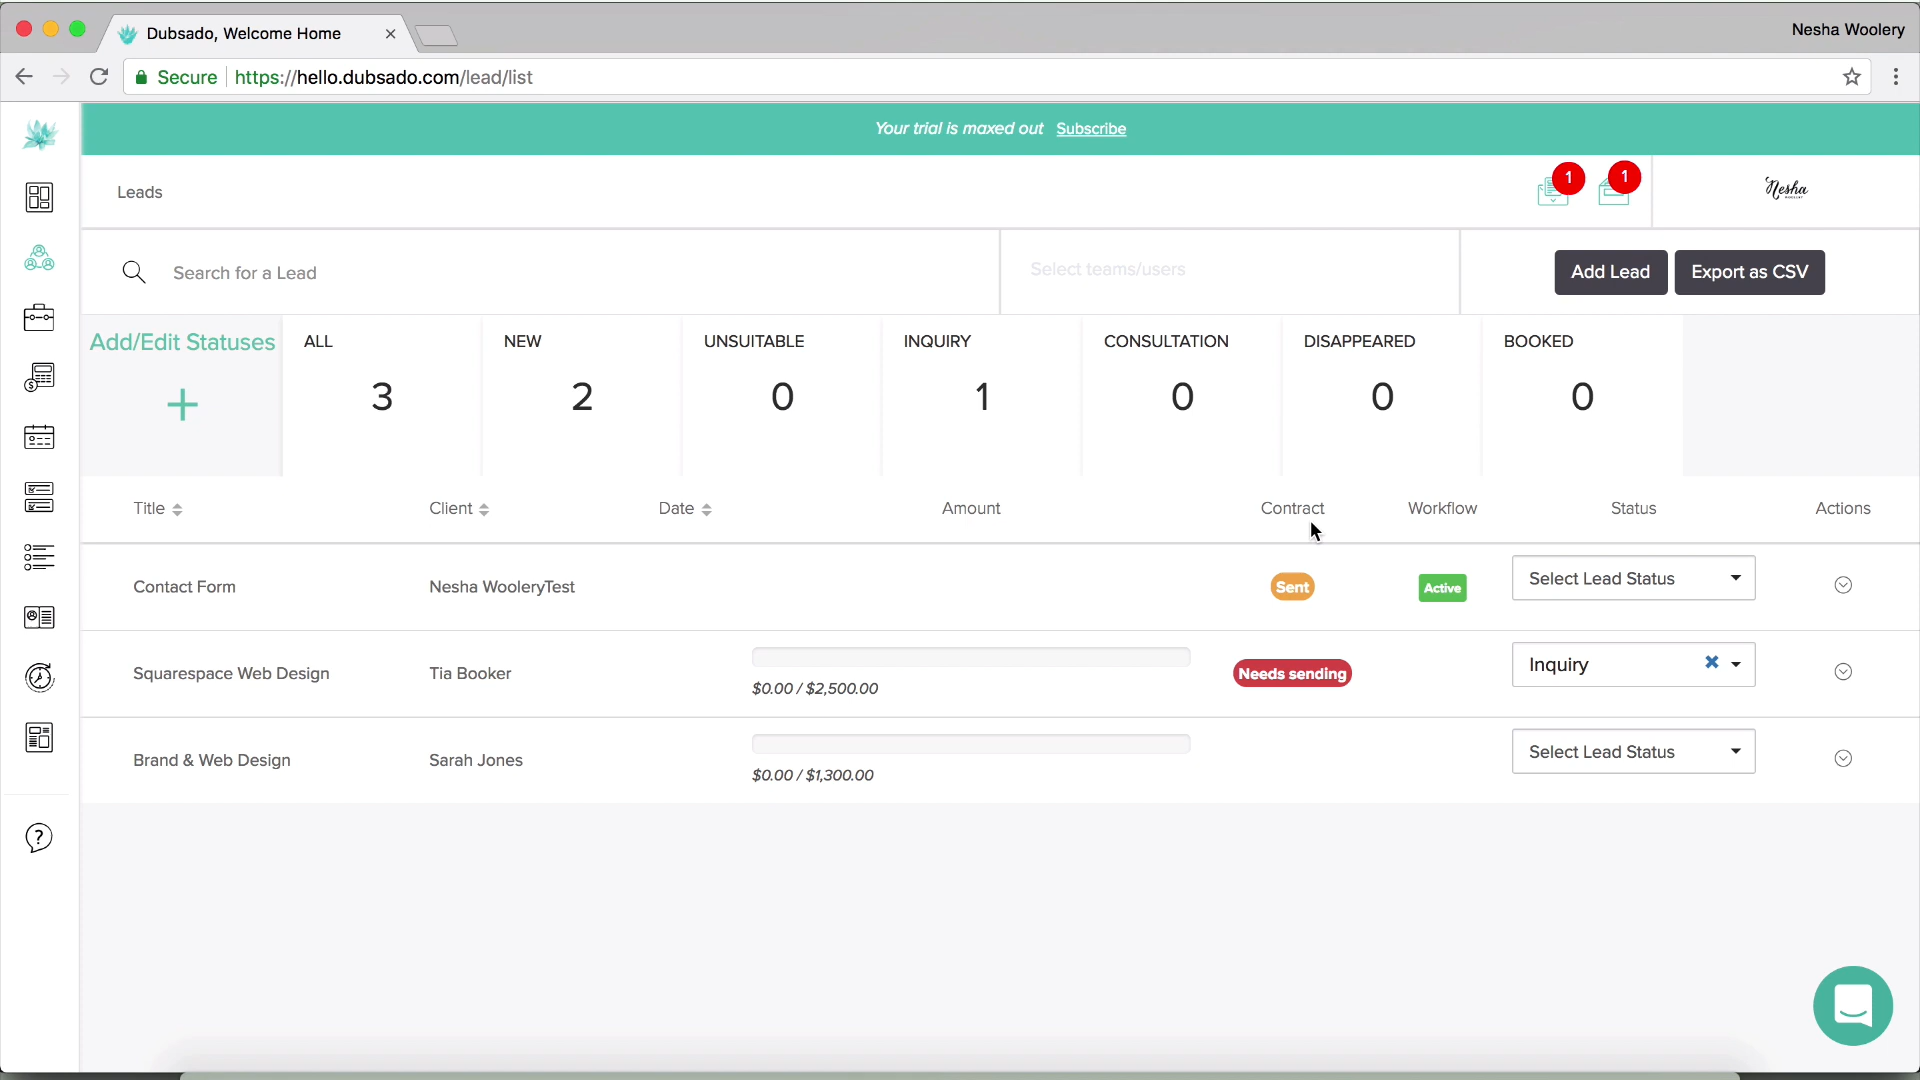 Dubsado, Welcome Home
Nesha Woolery
Secure https://hello.dubsado.com/lead/list
Your trial is maxed out Subscribe
Leads
1
1
Nesha
WOOLERY
Search for a Lead
Select teams/users
Add Lead
Export as CSV
Add/Edit Statuses
ALL
3
NEW
2
UNSUITABLE
0
INQUIRY
1
CONSULTATION
0
DISAPPEARED
0
BOOKED
0
Title Client Date Amount Contract Workflow Status Actions
Contact Form Nesha WooleryTest Sent Active Select Lead Status
Squarespace Web Design Tia Booker $0.00 / $2,500.00 Needs sending Inquiry
Brand & Web Design Sarah Jones $0.00 / $1,300.00 Select Lead Status